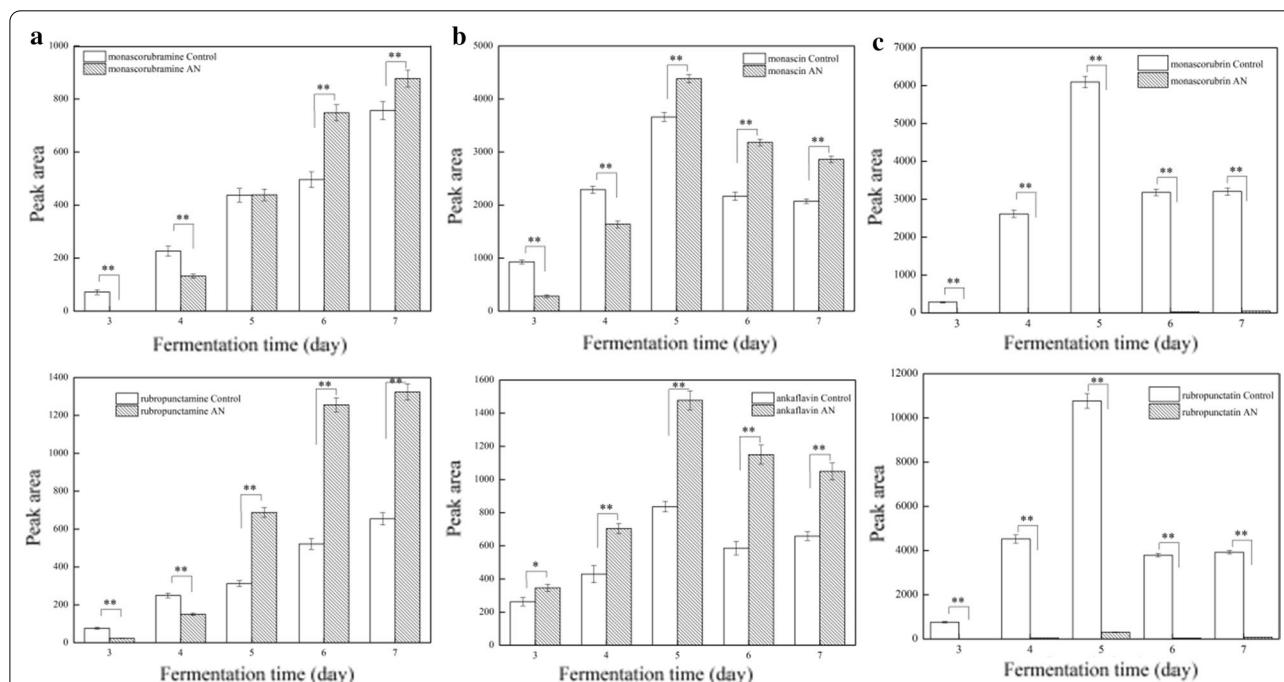 a
monascorubramine Control
monascorubramine AN
Peak area
1000
800
600
400
200
0
**
**
**
**
3 4 5 6 7
Fermentation time (day)
b
monascin Control
monascin AN
Peak area
5000
4000
3000
2000
1000
0
**
**
**
**
**
3 4 5 6 7
Fermentation time (day)
c
monascorubrin Control
monascorubrin AN
Peak area
7000
6000
5000
4000
3000
2000
1000
0
**
**
**
**
**
3 4 5 6 7
Fermentation time (day)
rubropunctamine Control
rubropunctamine AN
Peak area
1400
1200
1000
800
600
400
200
0
**
**
**
**
**
3 4 5 6 7
Fermentation time (day)
ankaflavin Control
ankaflavin AN
Peak area
1600
1400
1200
1000
800
600
400
200
0
*
**
**
**
**
3 4 5 6 7
Fermentation time (day)
rubropunctatin Control
rubropunctatin AN
Peak area
12000
10000
8000
6000
4000
2000
0
**
**
**
**
**
3 4 5 6 7
Fermentation time (day)